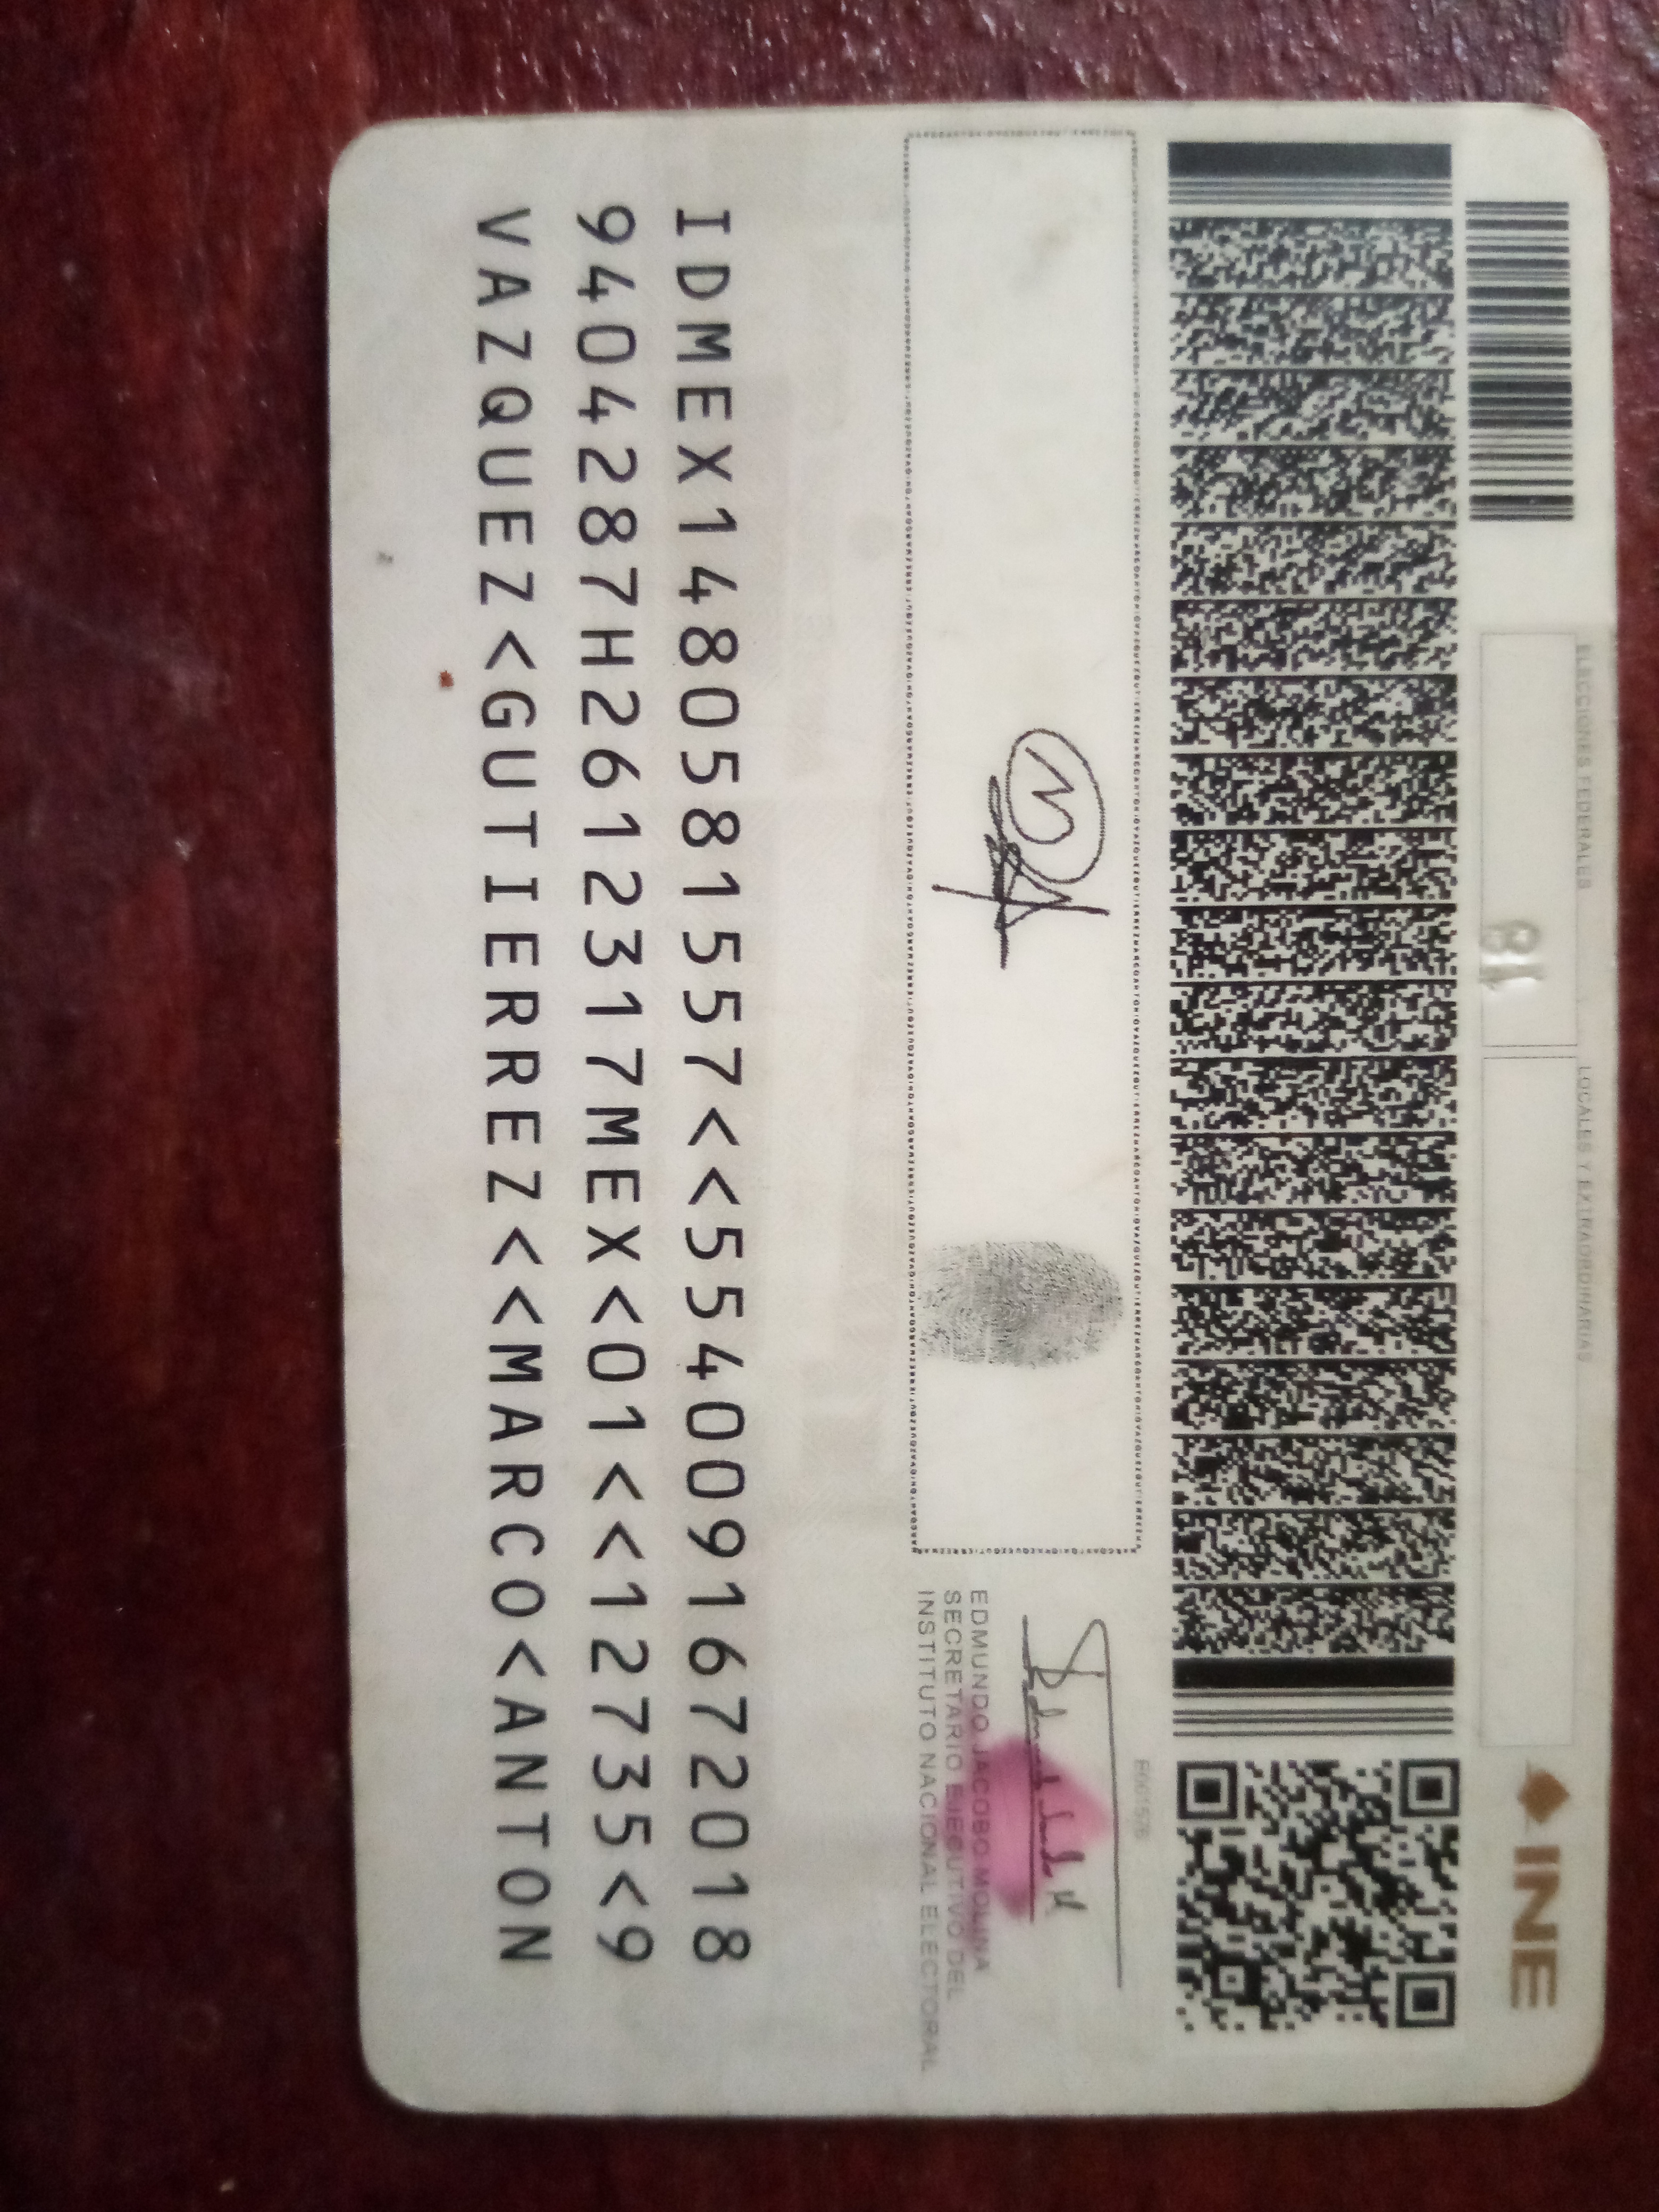 ELECCIONES FEDERALES
LOCALES Y EXTRAORDINARIAS
INE
18
EDMUNDO JACOBO MOLINA
SECRETARIO EJECUTIVO DEL
INSTITUTO NACIONAL ELECTORAL
IDMEX1480581557<<5540091672018
9404287H2612317MEX<01<<12735<9
VAZQUEZ<GUTIERREZ<<MARCO<ANTON